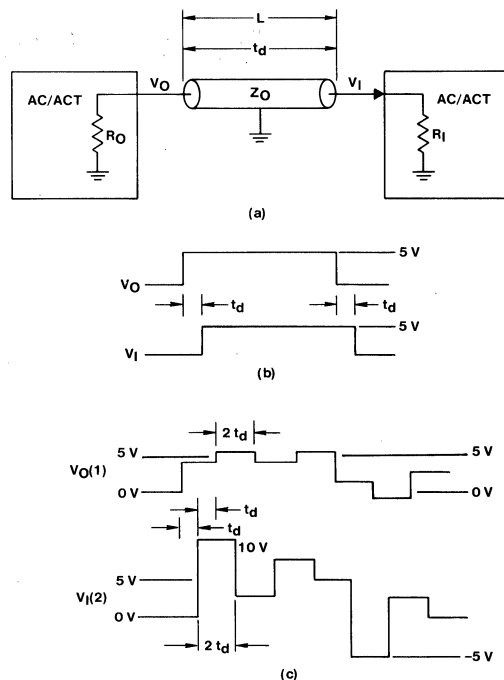 L
td
VO
VI
AC/ACT
ZO
AC/ACT
RO
RI
(a)
5 V
VO
td
td
5 V
VI
(b)
2 td
5 V
5 V
VO(1)
0 V
0 V
td
td
10 V
5 V
VI(2)
0 V
2 td
−5 V
(c)